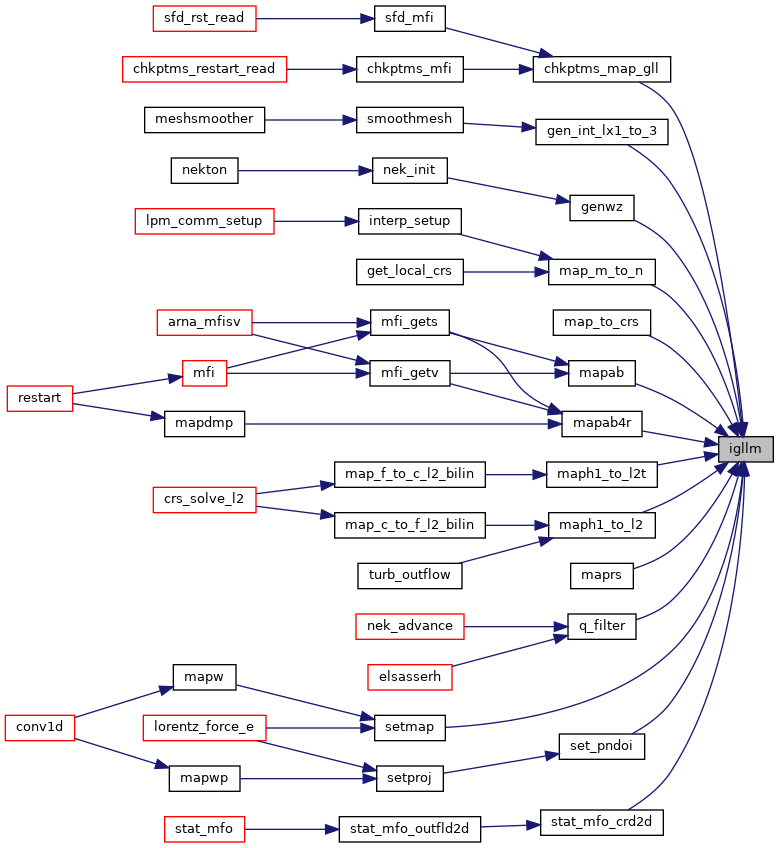 sfd_rst_read
sfd_mfi
chkptms_restart_read
chkptms_mfi
chkptms_map_gll
meshsmoother
smoothmesh
gen_int_lx1_to_3
nekton
nek_init
genwz
lpm_comm_setup
interp_setup
get_local_crs
map_m_to_n
arna_mfisv
mfi_gets
map_to_crs
mfi
mfi_getv
mapab
restart
mapdmp
mapab4r
igllm
map_f_to_c_l2_bilin
maph1_to_l2t
crs_solve_l2
map_c_to_f_l2_bilin
maph1_to_l2
turb_outflow
maprs
nek_advance
q_filter
elsasserh
mapw
conv1d
lorentz_force_e
setmap
set_pndoi
mapwp
setproj
stat_mfo
stat_mfo_outfld2d
stat_mfo_crd2d